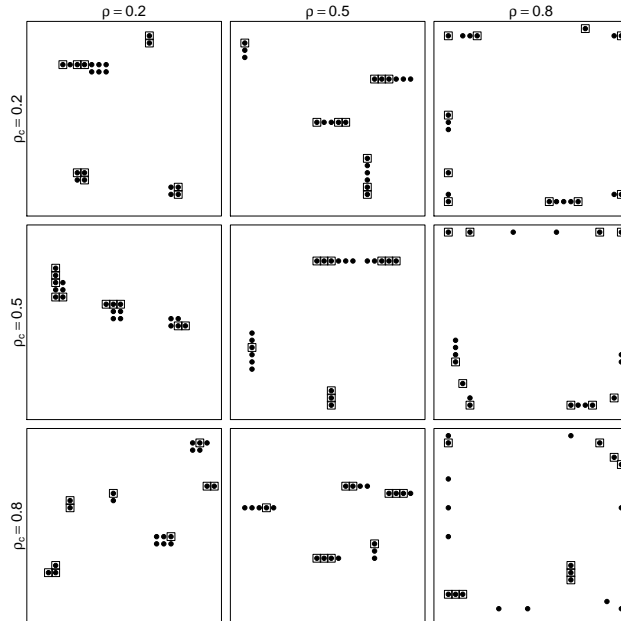 ρ = 0.2
ρ = 0.5
ρ = 0.8
ρc = 0.2
ρc = 0.5
ρc = 0.8